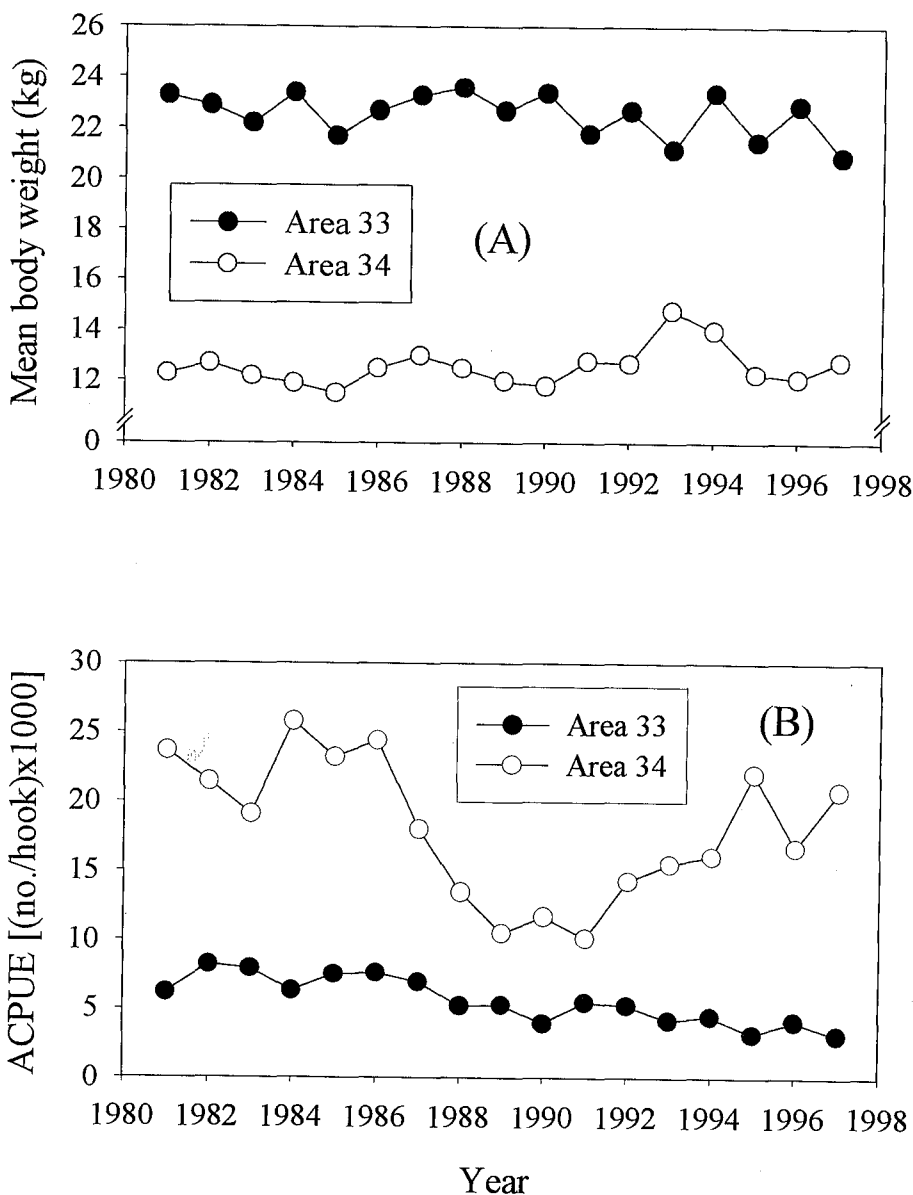 Mean body weight (kg)
26
24
22
20
18
16
14
12
0
Area 33
Area 34
(A)
1980 1982 1984 1986 1988 1990 1992 1994 1996 1998
ACPUE [(no./hook)x1000]
30
25
20
15
10
5
0
Area 33
Area 34
(B)
1980 1982 1984 1986 1988 1990 1992 1994 1996 1998
Year